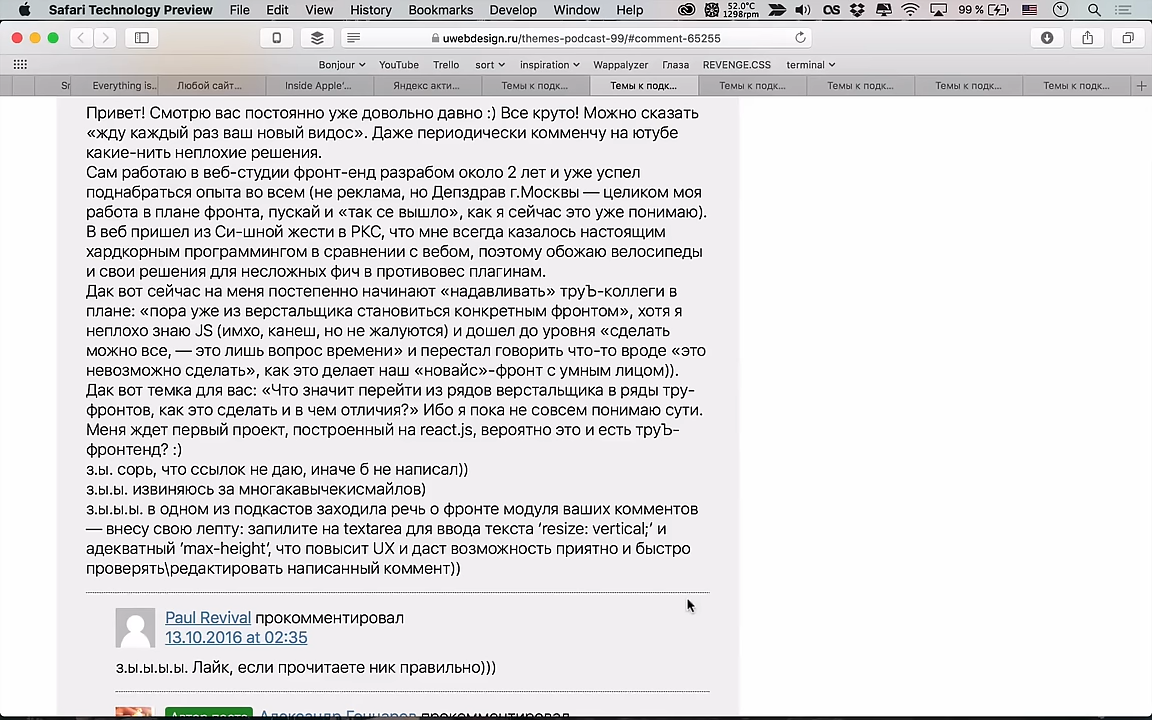 Safari Technology Preview File Edit View History Bookmarks Develop Window Help 52.0°C 1298rpm 99 %
uwebdesign.ru/themes-podcast-99/#comment-65255
Bonjour YouTube Trello sort inspiration Wappalyzer Глаза REVENGE.CSS terminal
Everything is.. Любой сайт... Inside Apple'... Яндекс акти... Темы к подк... Темы к подк... Темы к подк... Темы к подк... Темы к подк... Темы к подк...
Привет! Смотрю вас постоянно уже довольно давно :) Все круто! Можно сказать
«жду каждый раз ваш новый видос». Даже периодически комменчу на ютубе
какие-нить неплохие решения.
Сам работаю в веб-студии фронт-енд разрабом около 2 лет и уже успел
поднабраться опыта во всем (не реклама, но Депздрав г.Москвы — целиком моя
работа в плане фронта, пускай и «так се вышло», как я сейчас это уже понимаю).
В веб пришел из Си-шной жести в РКС, что мне всегда казалось настоящим
хардкорным программингом в сравнении с вебом, поэтому обожаю велосипеды
и свои решения для несложных фич в противовес плагинам.
Дак вот сейчас на меня постепенно начинают «надавливать» труЪ-коллеги в
плане: «пора уже из верстальщика становиться конкретным фронтом», хотя я
неплохо знаю JS (имхо, канеш, но не жалуются) и дошел до уровня «сделать
можно все, — это лишь вопрос времени» и перестал говорить что-то вроде «это
невозможно сделать», как это делает наш «новайс»-фронт с умным лицом)).
Дак вот темка для вас: «Что значит перейти из рядов верстальщика в ряды тру-
фронтов, как это сделать и в чем отличия?» Ибо я пока не совсем понимаю сути.
Меня ждет первый проект, построенный на react.js, вероятно это и есть труЪ-
фронтенд? :)
з.ы. сорь, что ссылок не даю, иначе б не написал))
з.ы.ы. извиняюсь за многакавычекисмайлов)
з.ы.ы.ы. в одном из подкастов заходила речь о фронте модуля ваших комментов
— внесу свою лепту: запилите на textarea для ввода текста ‘resize: vertical;’ и
адекватный ‘max-height’, что повысит UX и даст возможность приятно и быстро
проверять\редактировать написанный коммент))
Paul Revival прокомментировал
13.10.2016 at 02:35
з.ы.ы.ы.ы. Лайк, если прочитаете ник правильно)))
Автор поста Александр Гончаров прокомментировал